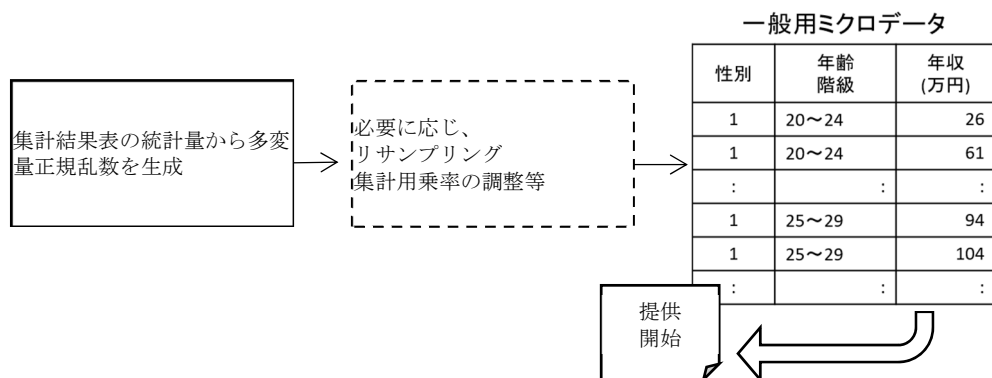 一般用ミクロデータ
集計結果表の統計量から多変
量正規乱数を生成
必要に応じ、
リサンプリング
集計用乗率の調整等
性別 年齢階級 年収(万円)
1 20～24 26
1 20～24 61
: : :
1 25～29 94
1 25～29 104
: : :
提供
開始